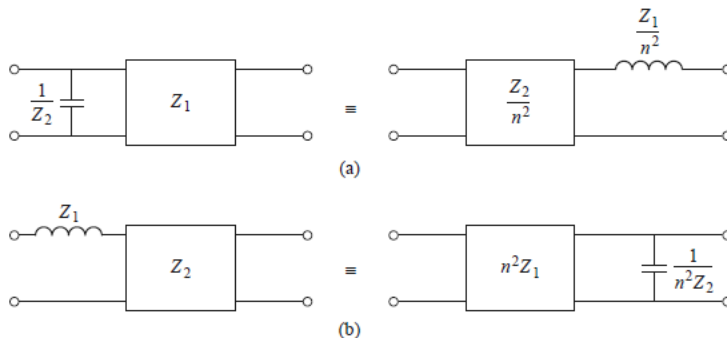 Z1/n²
1/Z2
Z1
≡
Z2/n²
(a)
Z1
Z2
≡
n²Z1
1/n²Z2
(b)